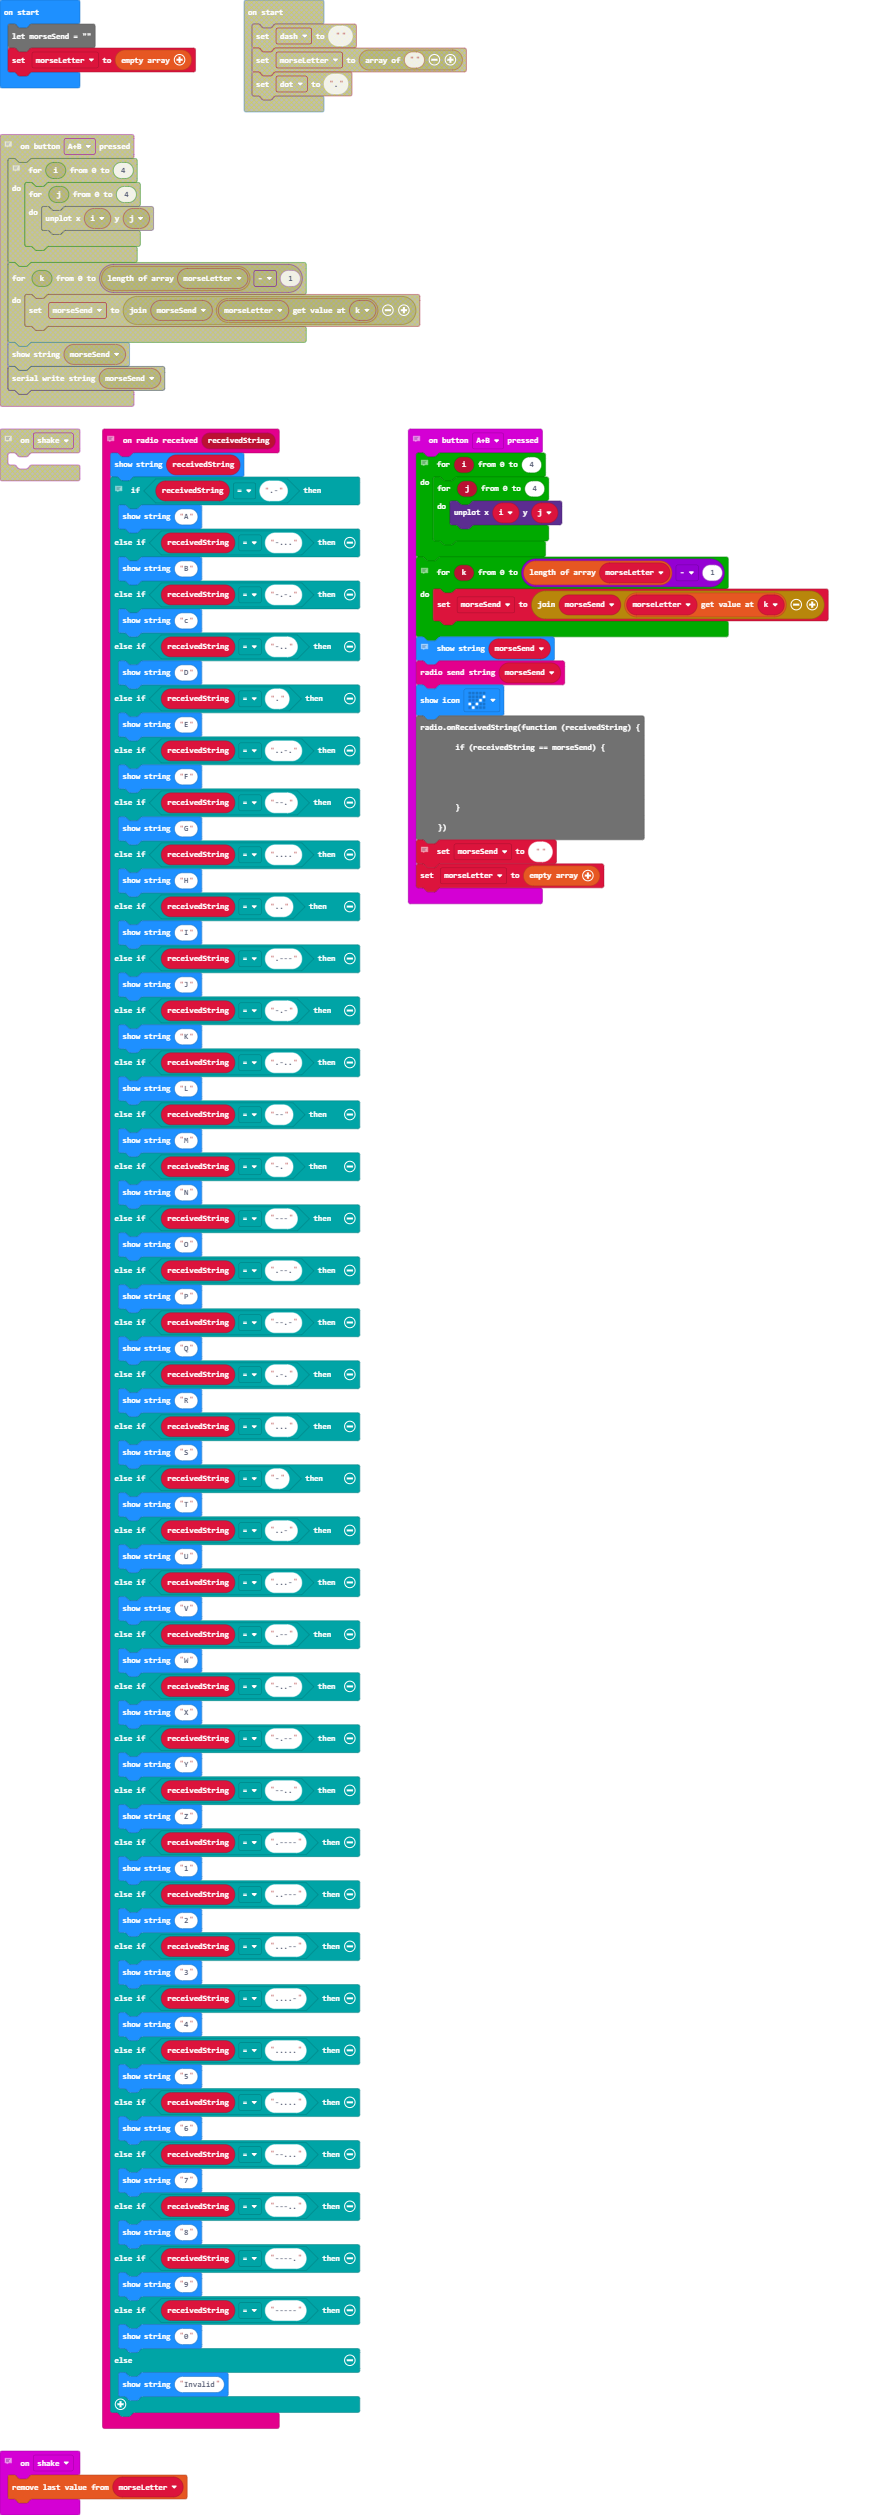 on start
let morseSend = ""
set morseLetter to empty array
on start
set dash to " "
set morseLetter to array of " "
set dot to "."
on button A+B pressed
for i from 0 to 4
do
for j from 0 to 4
do
unplot x i y j
for k from 0 to length of array morseLetter - 1
do
set morseSend to join morseSend morseLetter get value at k
show string morseSend
serial write string morseSend
on shake
on radio received receivedString
show string receivedString
if receivedString = ".-" then
show string "A"
else if receivedString = "-..." then
show string "B"
else if receivedString = "-.-." then
show string "c"
else if receivedString = "-.." then
show string "D"
else if receivedString = "." then
show string "E"
else if receivedString = "..-." then
show string "F"
else if receivedString = "--." then
show string "G"
else if receivedString = "...." then
show string "H"
else if receivedString = ".." then
show string "I"
else if receivedString = ".---" then
show string "J"
else if receivedString = "-.-" then
show string "K"
else if receivedString = ".-.." then
show string "L"
else if receivedString = "--" then
show string "M"
else if receivedString = "-." then
show string "N"
else if receivedString = "---" then
show string "O"
else if receivedString = ".--." then
show string "P"
else if receivedString = "--.-" then
show string "Q"
else if receivedString = ".-." then
show string "R"
else if receivedString = "..." then
show string "S"
else if receivedString = "-" then
show string "T"
else if receivedString = "..-" then
show string "U"
else if receivedString = "...-" then
show string "V"
else if receivedString = ".--" then
show string "W"
else if receivedString = "-..-" then
show string "X"
else if receivedString = "-.--" then
show string "Y"
else if receivedString = "--.." then
show string "Z"
else if receivedString = ".----" then
show string "1"
else if receivedString = "..---" then
show string "2"
else if receivedString = "...--" then
show string "3"
else if receivedString = "....-" then
show string "4"
else if receivedString = "....." then
show string "5"
else if receivedString = "-...." then
show string "6"
else if receivedString = "--..." then
show string "7"
else if receivedString = "---.." then
show string "8"
else if receivedString = "----." then
show string "9"
else if receivedString = "-----" then
show string "0"
else
show string "Invalid"
on button A+B pressed
for i from 0 to 4
do
for j from 0 to 4
do
unplot x i y j
for k from 0 to length of array morseLetter - 1
do
set morseSend to join morseSend morseLetter get value at k
show string morseSend
radio send string morseSend
show icon
radio.onReceivedString(function (receivedString) {
if (receivedString == morseSend) {
}
})
set morseSend to " "
set morseLetter to empty array
on shake
remove last value from morseLetter